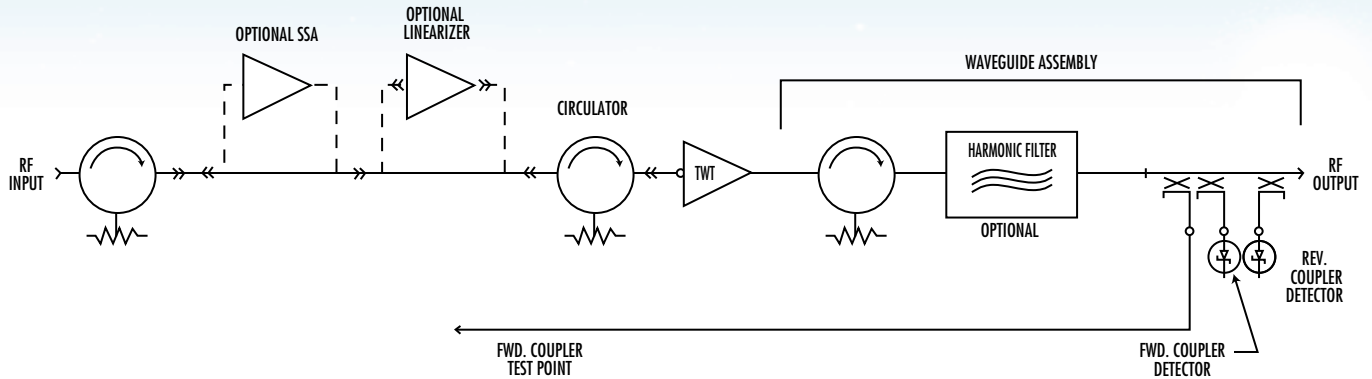 OPTIONAL SSA
OPTIONAL
LINEARIZER
WAVEGUIDE ASSEMBLY
CIRCULATOR
RF
INPUT
TWT
HARMONIC FILTER
OPTIONAL
RF
OUTPUT
REV.
COUPLER
DETECTOR
FWD. COUPLER
TEST POINT
FWD. COUPLER
DETECTOR